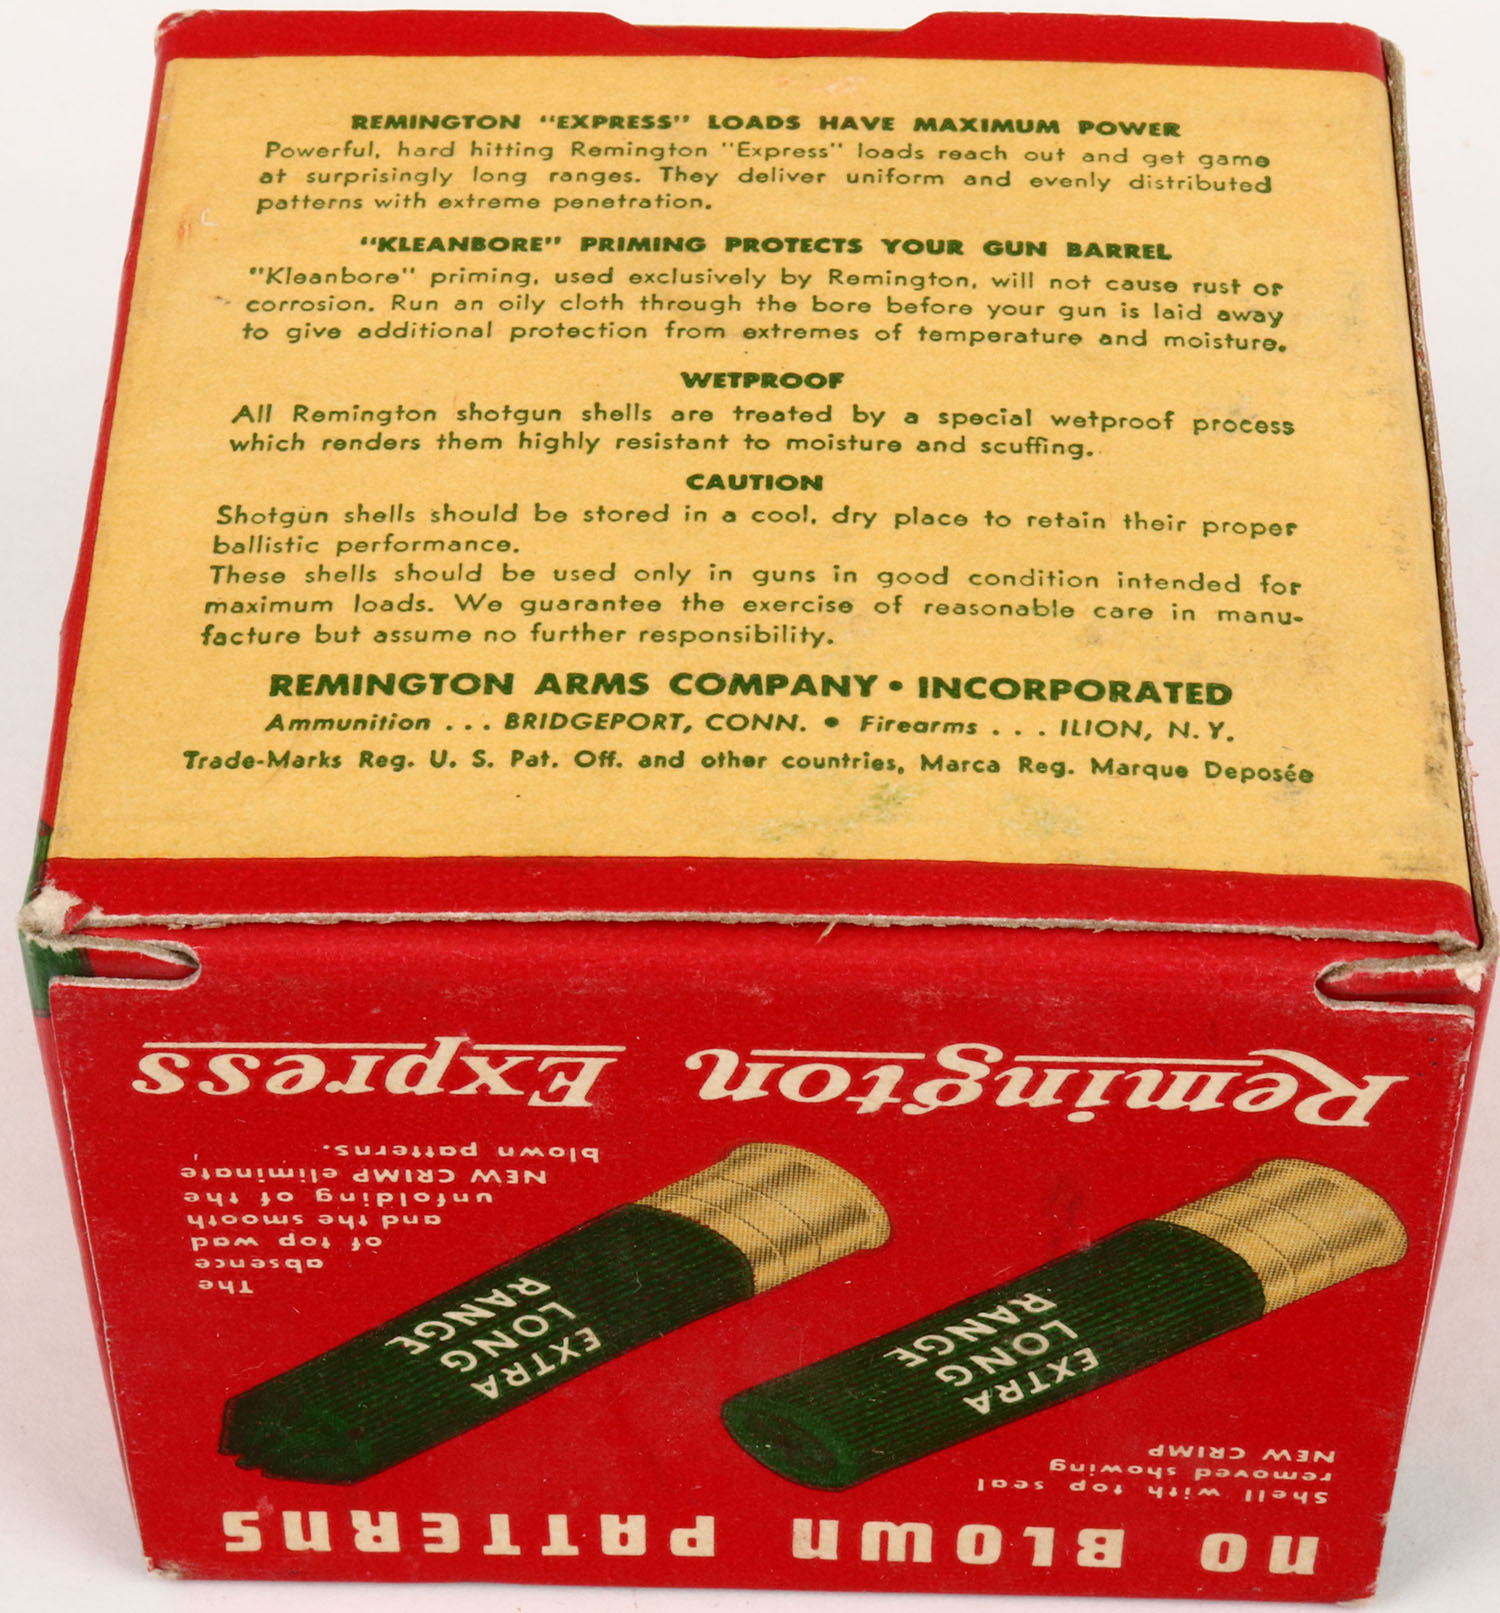 REMINGTON "EXPRESS" LOADS HAVE MAXIMUM POWER
Powerful, hard hitting Remington "Express" loads reach out and get game
at surprisingly long ranges. They deliver uniform and evenly distributed
patterns with extreme penetration.
"KLEANBORE" PRIMING PROTECTS YOUR GUN BARREL
"Kleanbore" priming, used exclusively by Remington, will not cause rust or
corrosion. Run an oily cloth through the bore before your gun is laid away
to give additional protection from extremes of temperature and moisture.
WETPROOF
All Remington shotgun shells are treated by a special wetproof process
which renders them highly resistant to moisture and scuffing.
CAUTION
Shotgun shells should be stored in a cool, dry place to retain their proper
ballistic performance.
These shells should be used only in guns in good condition intended for
maximum loads. We guarantee the exercise of reasonable care in manu-
facture but assume no further responsibility.
REMINGTON ARMS COMPANY • INCORPORATED
Ammunition . . . BRIDGEPORT, CONN. • Firearms . . . ILION, N. Y.
Trade-Marks Reg. U. S. Pat. Off. and other countries, Marca Reg. Marque Deposée
NO BLOWN PATTERNS
Shell with top seal
removed showing
NEW CRIMP
EXTRA
LONG
RANGE
EXTRA
LONG
RANGE
The
absence
of top wad
and the smooth
unfolding of the
NEW CRIMP eliminate
blown patterns.
Remington Express